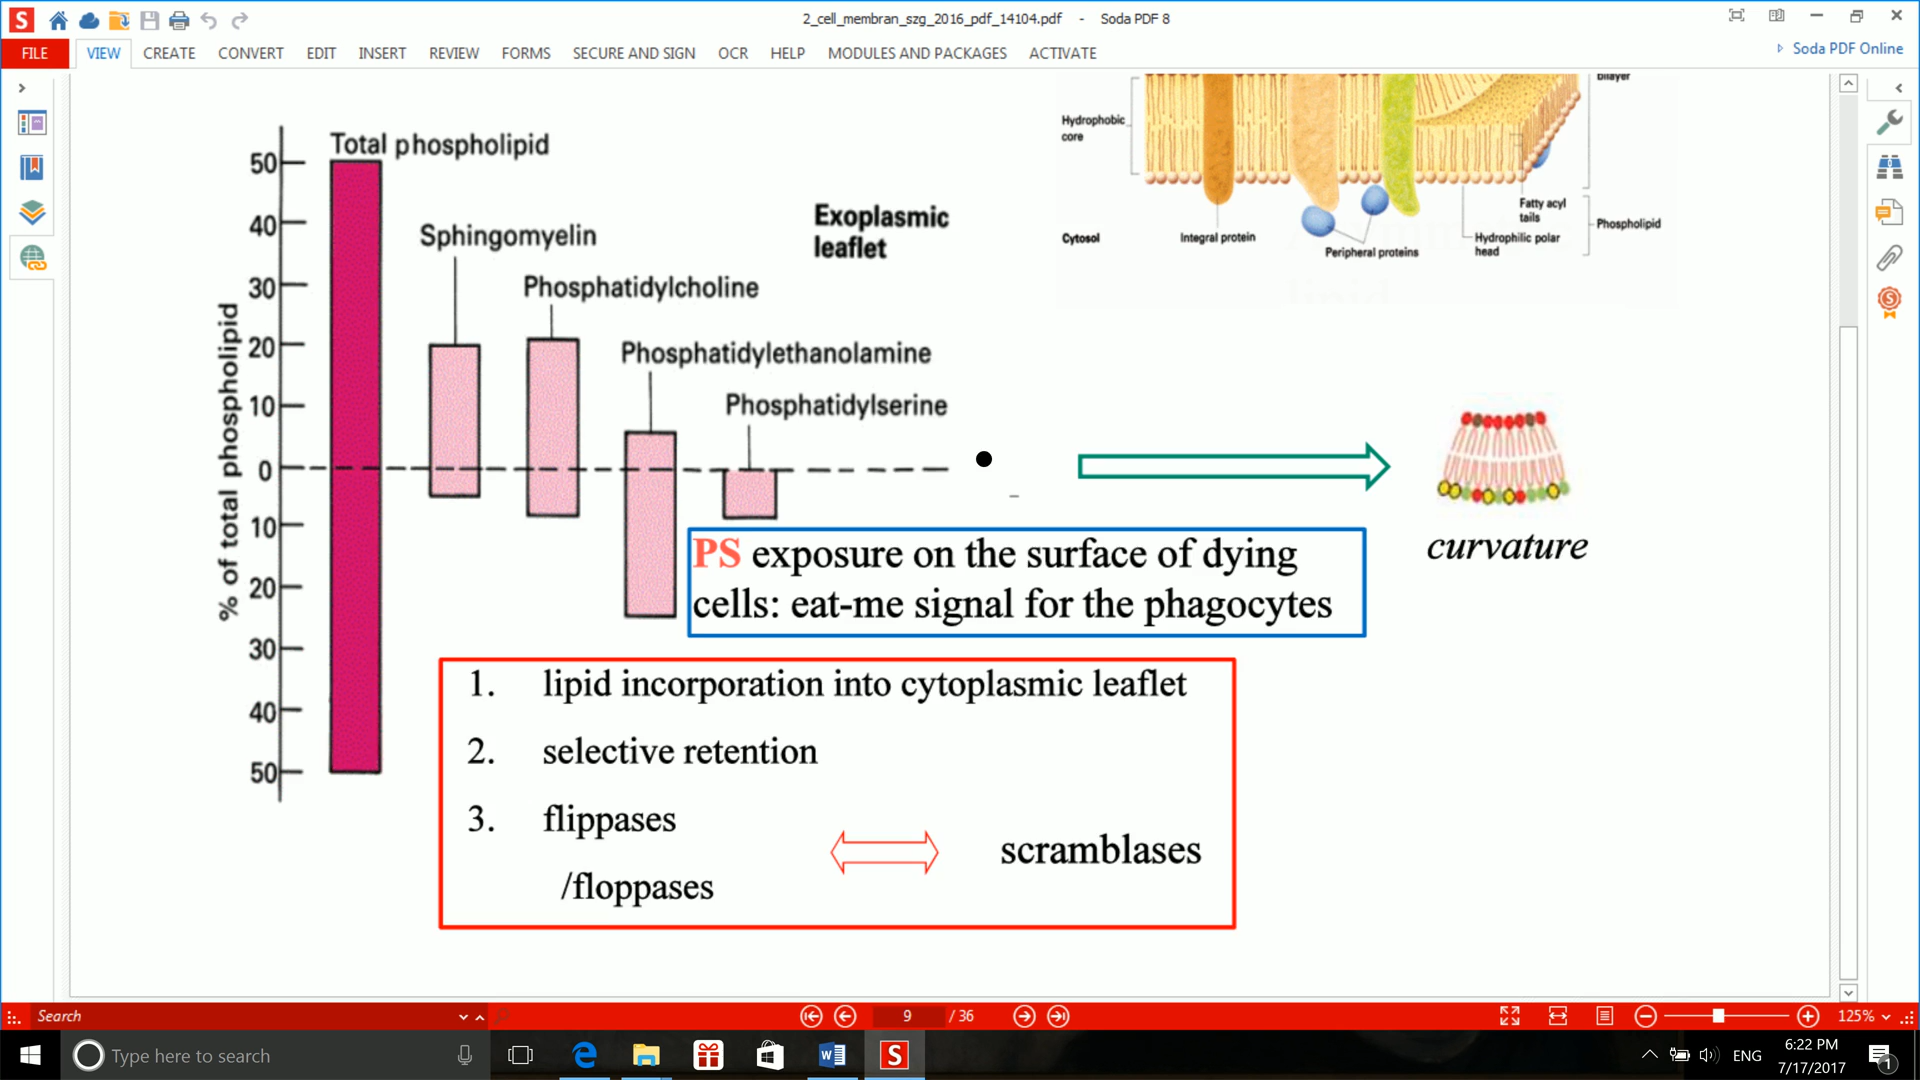 2_cell_membran_szg_2016_pdf_14104.pdf - Soda PDF 8
FILE VIEW CREATE CONVERT EDIT INSERT REVIEW FORMS SECURE AND SIGN OCR HELP MODULES AND PACKAGES ACTIVATE
Soda PDF Online
Total phospholipid
Sphingomyelin
Phosphatidylcholine
Phosphatidylethanolamine
Phosphatidylserine
Exoplasmic
leaflet
% of total phospholipid
50
40
30
20
10
0
10
20
30
40
50
bilayer
Hydrophobic
core
Cytosol
Integral protein
Peripheral proteins
Fatty acyl
tails
Hydrophilic polar
head
Phospholipid
curvature
PS exposure on the surface of dying
cells: eat-me signal for the phagocytes
1. lipid incorporation into cytoplasmic leaflet
2. selective retention
3. flippases
/floppases
scramblases
Search
9 / 36
125%
Type here to search
ENG
6:22 PM
7/17/2017
1